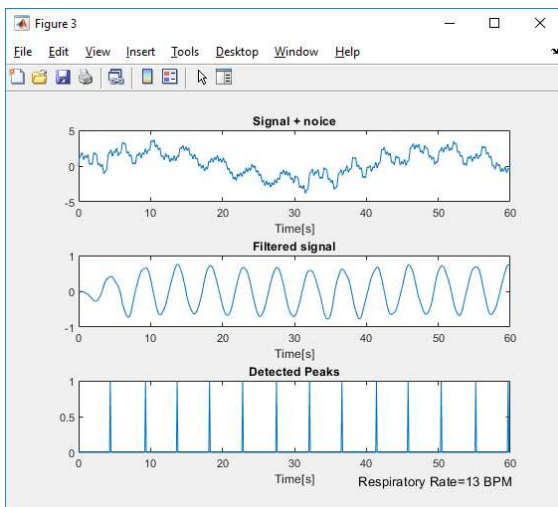 Figure 3
File Edit View Insert Tools Desktop Window Help
Signal + noice
5
0
-5
0 10 20 30 40 50 60
Time[s]
Filtered signal
1
0
-1
0 10 20 30 40 50 60
Time[s]
Detected Peaks
1
0.5
0
0 10 20 30 40 50 60
Time[s]
Respiratory Rate=13 BPM